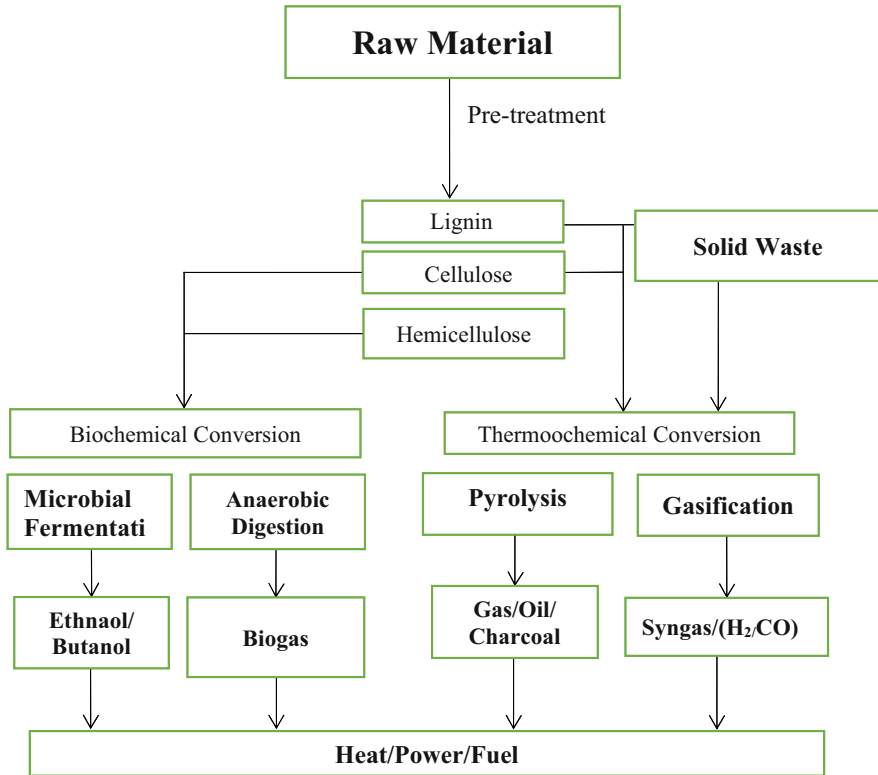 Raw Material
Pre-treatment
Lignin
Solid Waste
Cellulose
Hemicellulose
Biochemical Conversion
Thermoochemical Conversion
Microbial
Fermentati
Anaerobic
Digestion
Pyrolysis
Gasification
Ethnaol/
Butanol
Biogas
Gas/Oil/
Charcoal
Syngas/(H₂/CO)
Heat/Power/Fuel